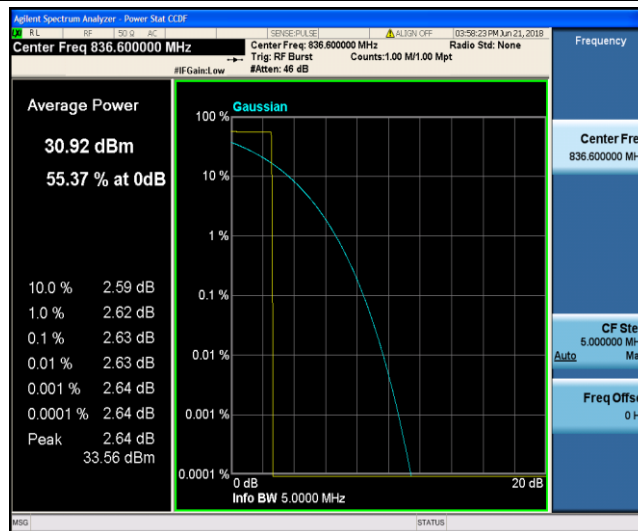 Agilent Spectrum Analyzer - Power Stat CCDF
RL RF 50 Ω AC SENSE:PULSE ALIGN OFF 03:58:23 PM Jun 21, 2018
Center Freq 836.600000 MHz
Center Freq: 836.600000 MHz Radio Std: None
Trig: RF Burst Counts:1.00 M/1.00 Mpt
#IFGain:Low #Atten: 46 dB
Frequency
Average Power
30.92 dBm
55.37 % at 0dB
10.0 % 2.59 dB
1.0 % 2.62 dB
0.1 % 2.63 dB
0.01 % 2.63 dB
0.001 % 2.64 dB
0.0001 % 2.64 dB
Peak 2.64 dB
33.56 dBm
Gaussian
100 %
10 %
1 %
0.1 %
0.01 %
0.001 %
0.0001 %
0 dB 20 dB
Info BW 5.0000 MHz
Center Fre
836.600000 MH
CF Ste
5.000000 MH
Auto Ma
Freq Offs
0 H
MSG STATUS